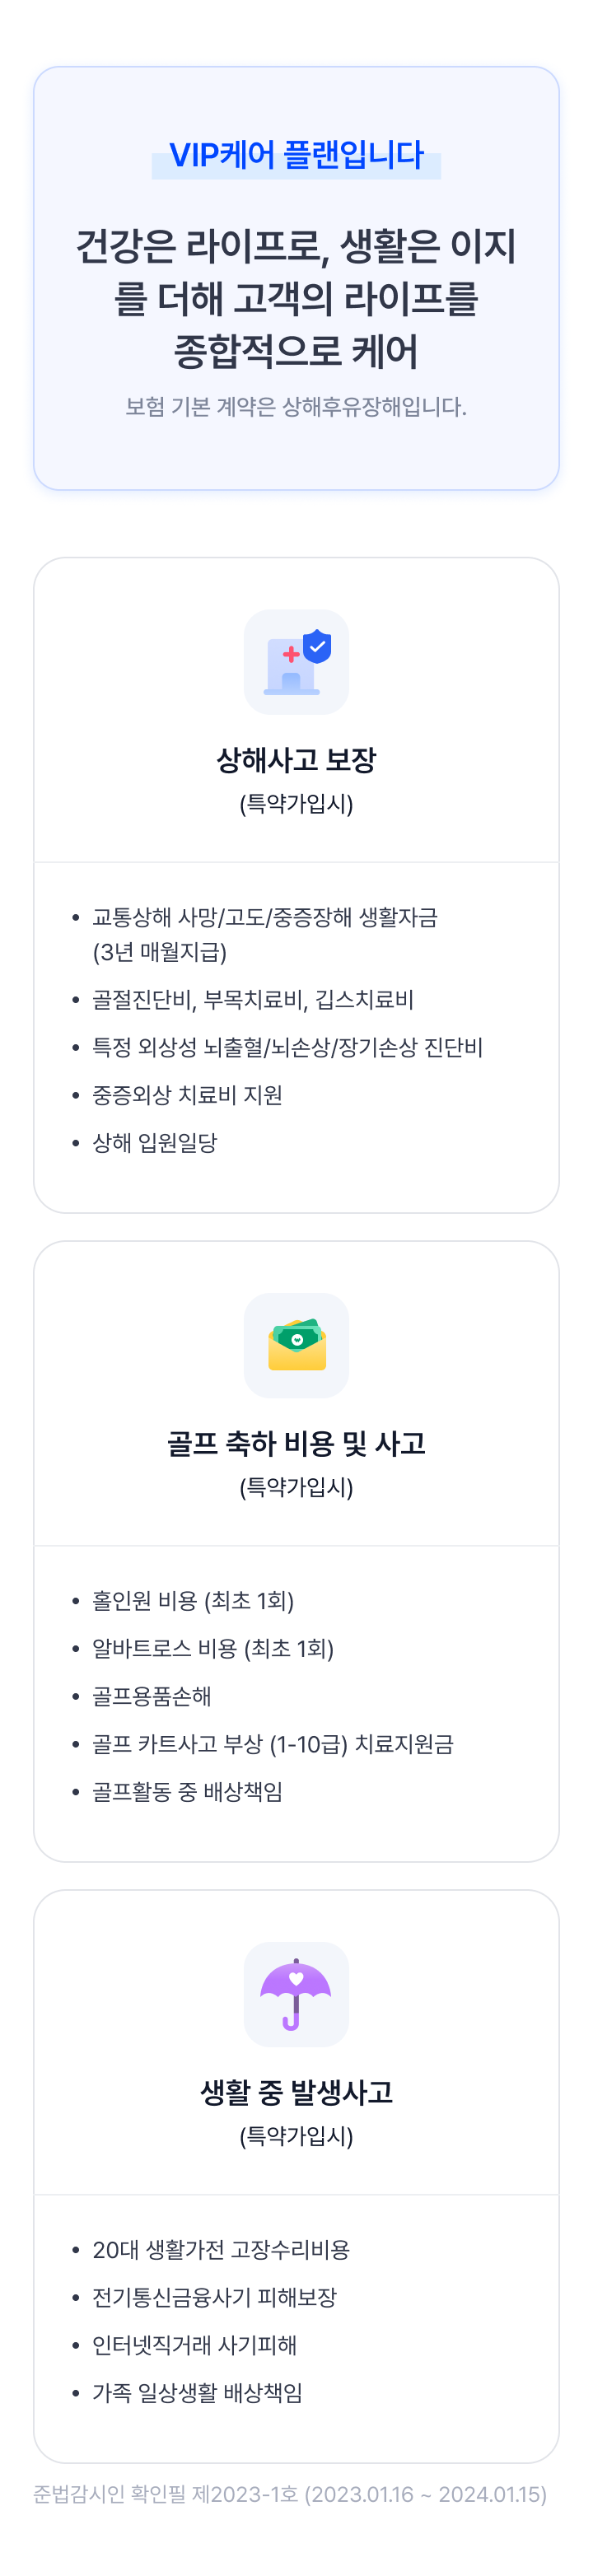 VIP케어 플랜입니다
건강은 라이프로, 생활은 이지
를 더해 고객의 라이프를
종합적으로 케어
보험 기본 계약은 상해후유장해입니다.
상해사고 보장
(특약가입시)
• 교통상해 사망/고도/중증장해 생활자금
(3년 매월지급)
• 골절진단비, 부목치료비, 깁스치료비
• 특정 외상성 뇌출혈/뇌손상/장기손상 진단비
• 중증외상 치료비 지원
• 상해 입원일당
골프 축하 비용 및 사고
(특약가입시)
• 홀인원 비용 (최초 1회)
• 알바트로스 비용 (최초 1회)
• 골프용품손해
• 골프 카트사고 부상 (1-10급) 치료지원금
• 골프활동 중 배상책임
생활 중 발생사고
(특약가입시)
• 20대 생활가전 고장수리비용
• 전기통신금융사기 피해보장
• 인터넷직거래 사기피해
• 가족 일상생활 배상책임
준법감시인 확인필 제2023-1호 (2023.01.16 ~ 2024.01.15)